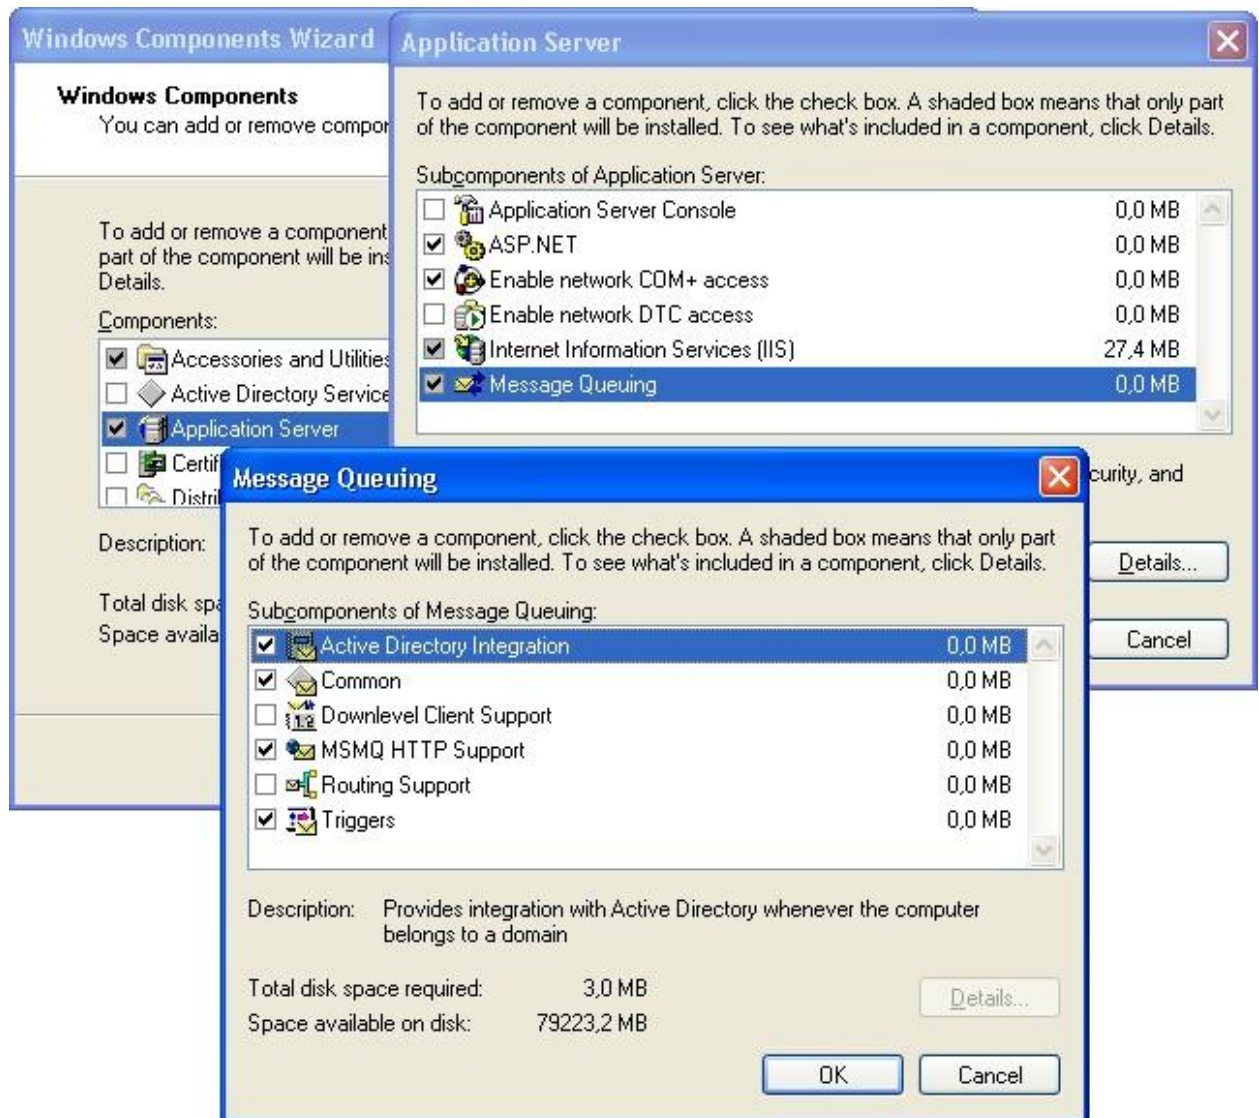 Windows Components Wizard
Windows Components
You can add or remove compor
To add or remove a component
part of the component will be ins
Details.
Components:
Accessories and Utilities
Active Directory Service
Application Server
Certif
Distril
Description:
Total disk spa
Space availa
Application Server
To add or remove a component, click the check box. A shaded box means that only part
of the component will be installed. To see what's included in a component, click Details.
Subcomponents of Application Server:
Application Server Console 0,0 MB
ASP.NET 0,0 MB
Enable network COM+ access 0,0 MB
Enable network DTC access 0,0 MB
Internet Information Services (IIS) 27,4 MB
Message Queuing 0,0 MB
curity, and
Details...
Cancel
Message Queuing
To add or remove a component, click the check box. A shaded box means that only part
of the component will be installed. To see what's included in a component, click Details.
Subcomponents of Message Queuing:
Active Directory Integration 0,0 MB
Common 0,0 MB
Downlevel Client Support 0,0 MB
MSMQ HTTP Support 0,0 MB
Routing Support 0,0 MB
Triggers 0,0 MB
Description: Provides integration with Active Directory whenever the computer
belongs to a domain
Total disk space required: 3,0 MB
Space available on disk: 79223,2 MB
Details...
OK Cancel